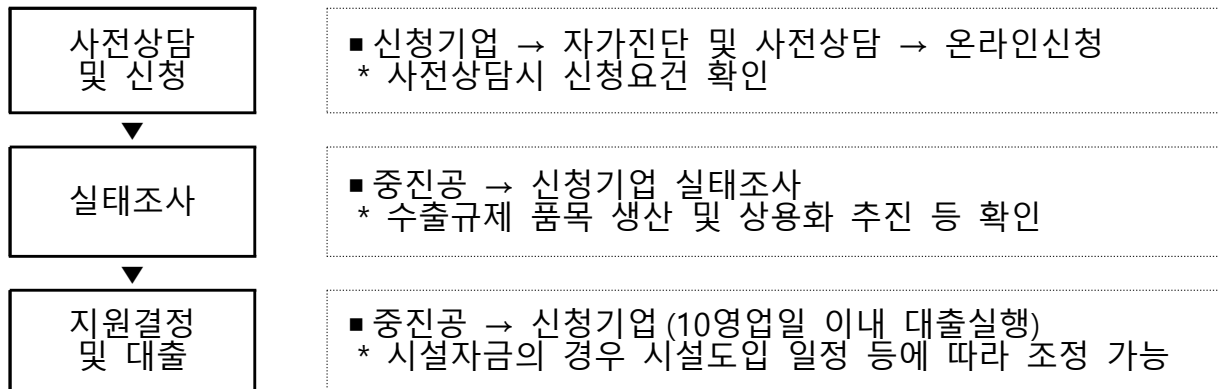 사전상담
및 신청
■ 신청기업 → 자가진단 및 사전상담 → 온라인신청
* 사전상담시 신청요건 확인
▼
실태조사
■ 중진공 → 신청기업 실태조사
* 수출규제 품목 생산 및 상용화 추진 등 확인
▼
지원결정
및 대출
■ 중진공 → 신청기업 (10영업일 이내 대출실행)
* 시설자금의 경우 시설도입 일정 등에 따라 조정 가능